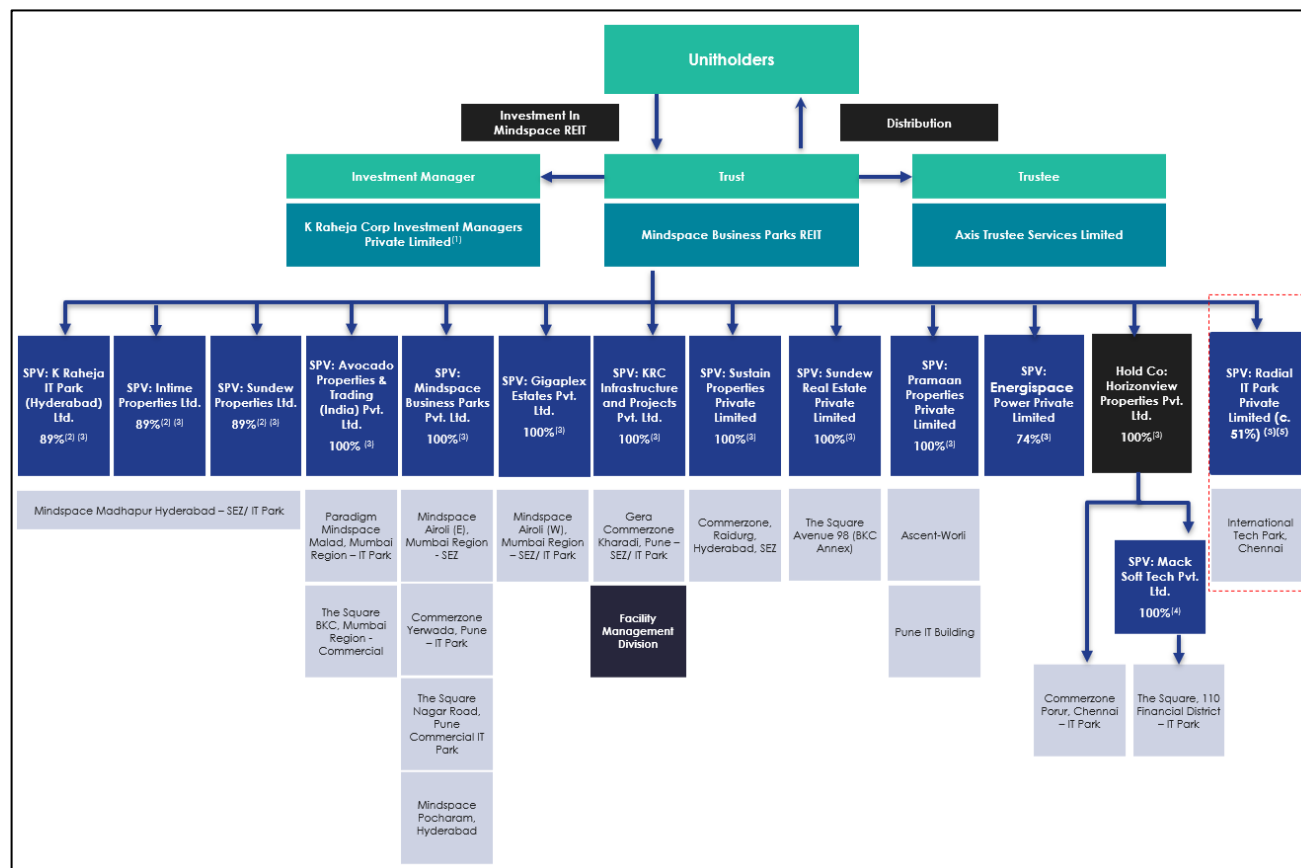 Unitholders
Investment In
Mindspace REIT
Distribution
Investment Manager
Trust
Trustee
K Raheja Corp Investment Managers
Private Limited(1)
Mindspace Business Parks REIT
Axis Trustee Services Limited
SPV: K Raheja
IT Park
(Hyderabad)
Ltd.
89%(2) (3)
SPV: Intime
Properties Ltd.
89%(2) (3)
SPV: Sundew
Properties Ltd.
89%(2) (3)
SPV: Avocado
Properties &
Trading
(India) Pvt.
Ltd.
100% (3)
SPV:
Mindspace
Business Parks
Pvt. Ltd.
100%(3)
SPV: Gigaplex
Estates Pvt. Ltd.
100%(3)
SPV: KRC
Infrastructure
and Projects
Pvt. Ltd.
100%(3)
SPV: Sustain
Properties
Private
Limited
100%(3)
SPV: Sundew
Real Estate
Private
Limited
100%(3)
SPV:
Pramaan
Properties
Private
Limited
100%(3)
SPV:
Energispace
Power Private
Limited
74%(3)
Hold Co:
Horizonview
Properties Pvt.
Ltd.
100%(3)
SPV: Radial
IT Park
Private
Limited (c.
51%) (3)(5)
Mindspace Madhapur Hyderabad – SEZ/ IT Park
Paradigm
Mindspace
Malad, Mumbai
Region – IT Park
Mindspace
Airoli (E),
Mumbai Region
- SEZ
Mindspace
Airoli (W),
Mumbai Region
– SEZ/ IT Park
Gera
Commerzone
Kharadi, Pune –
SEZ/ IT Park
Commerzone,
Raidurg,
Hyderabad, SEZ
The Square
Avenue 98 (BKC
Annex)
Ascent-Worli
International
Tech Park,
Chennai
The Square
BKC, Mumbai
Region -
Commercial
Commerzone
Yerwada, Pune
– IT Park
Facility
Management
Division
Pune IT Building
SPV: Mack
Soft Tech Pvt.
Ltd.
100%(4)
The Square
Nagar Road,
Pune
Commercial IT
Park
Commerzone
Porur, Chennai
– IT Park
The Square, 110
Financial District
– IT Park
Mindspace
Pocharam,
Hyderabad